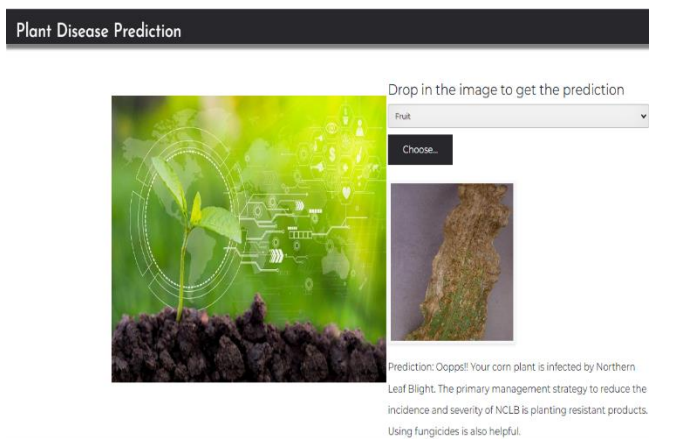 Plant Disease Prediction
Drop in the image to get the prediction
Fruit
Choose...
Prediction: Oopps!! Your corn plant is infected by Northern
Leaf Blight. The primary management strategy to reduce the
incidence and severity of NCLB is planting resistant products.
Using fungicides is also helpful.